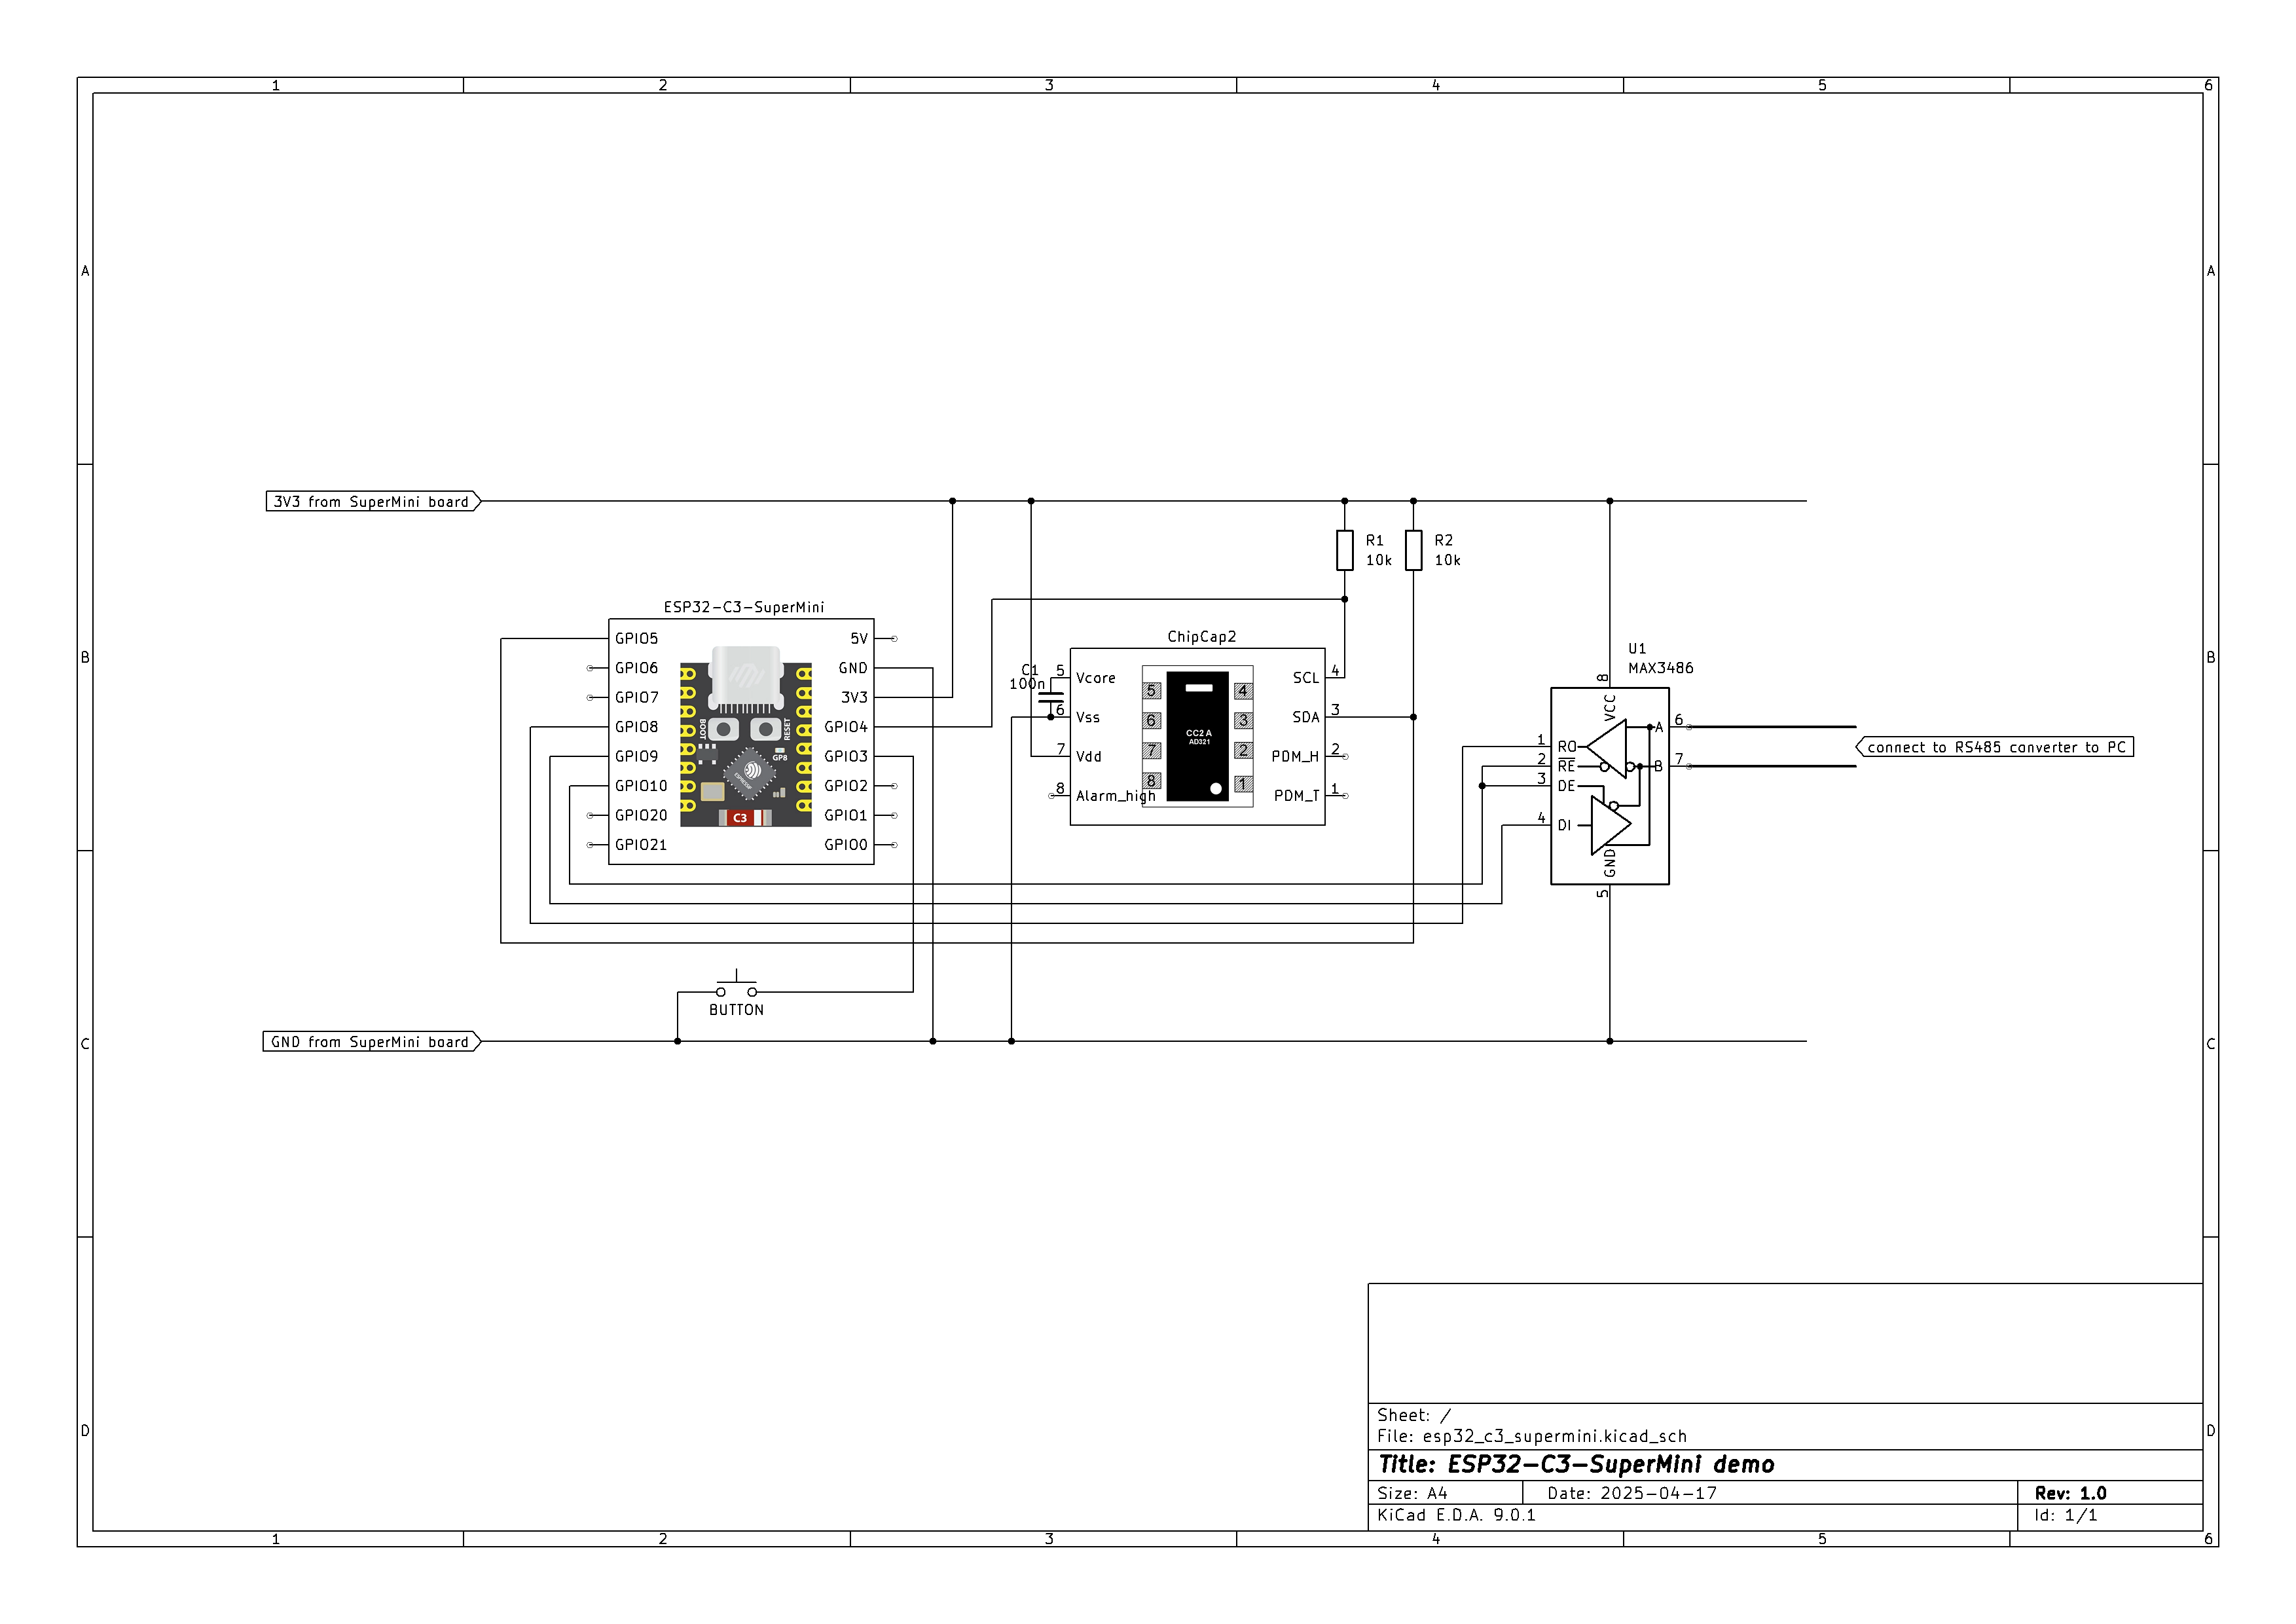 1 2 3 4 5 6
A A
3V3 from SuperMini board
R1 R2
10k 10k
ESP32-C3-SuperMini
GPIO5 5V
GPIO6 GND
GPIO7 3V3
GPIO8 GPIO4
GPIO9 GPIO3
GPIO10 GPIO2
GPIO20 GPIO1
GPIO21 GPIO0
BOOT RESET
GP8
ESPRESSIF
C3
ChipCap2
C1
100n
5 Vcore SCL 4
6 Vss SDA 3
7 Vdd PDM_H 2
8 Alarm_high PDM_T 1
5 4
6 3
7 2
8 1
CC2 A
AD321
B B
U1
MAX3486
8
VCC
A 6
B 7
1 RO
2 RE
3 DE
4 DI
GND
5
connect to RS485 converter to PC
BUTTON
GND from SuperMini board
C C
D D
Sheet: /
File: esp32_c3_supermini.kicad_sch
Title: ESP32-C3-SuperMini demo
Size: A4 Date: 2025-04-17 Rev: 1.0
KiCad E.D.A. 9.0.1 Id: 1/1
1 2 3 4 5 6